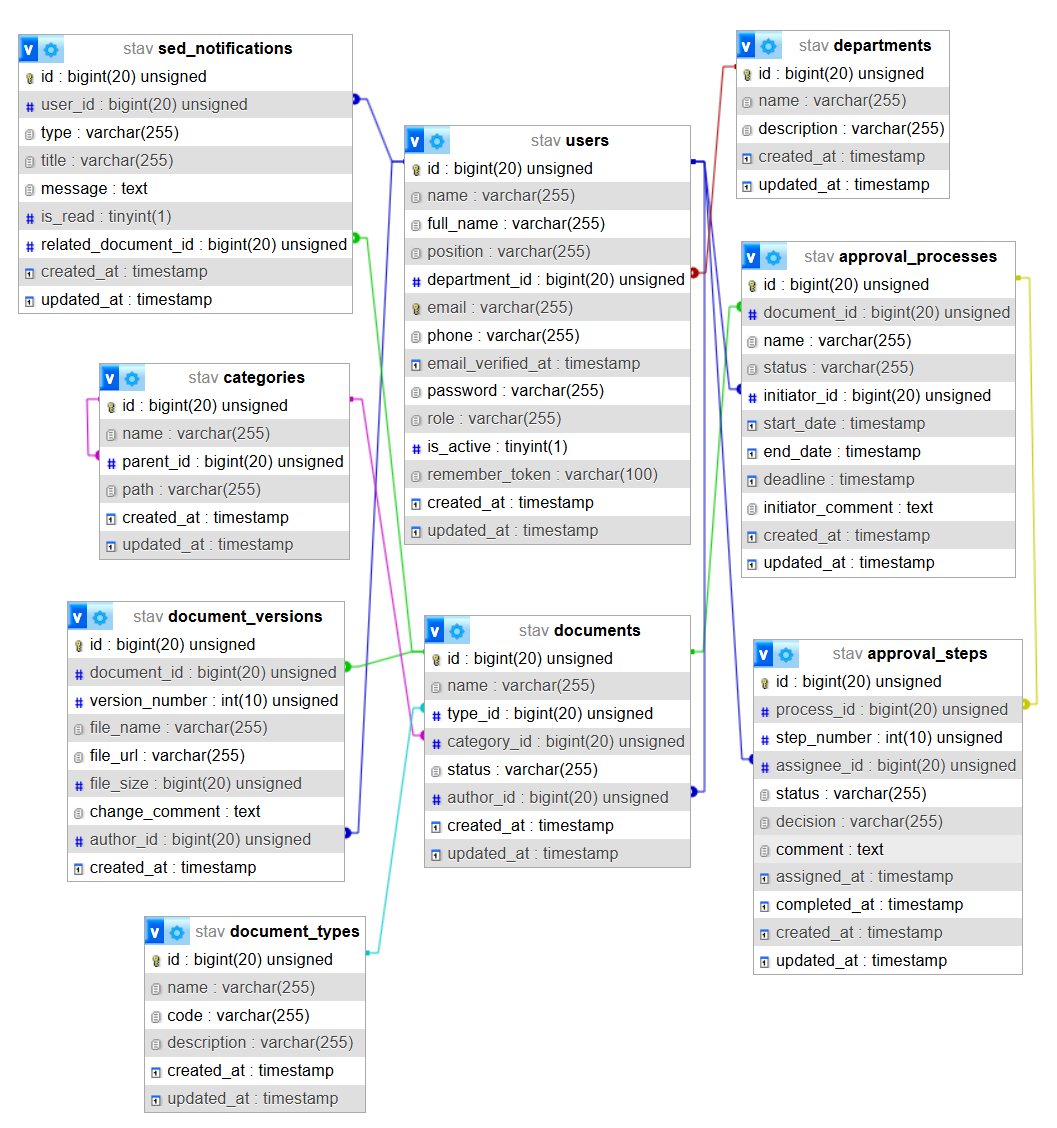 stav sed_notifications
id : bigint(20) unsigned
user_id : bigint(20) unsigned
type : varchar(255)
title : varchar(255)
message : text
is_read : tinyint(1)
related_document_id : bigint(20) unsigned
created_at : timestamp
updated_at : timestamp
stav departments
id : bigint(20) unsigned
name : varchar(255)
description : varchar(255)
created_at : timestamp
updated_at : timestamp
stav users
id : bigint(20) unsigned
name : varchar(255)
full_name : varchar(255)
position : varchar(255)
department_id : bigint(20) unsigned
email : varchar(255)
phone : varchar(255)
email_verified_at : timestamp
password : varchar(255)
role : varchar(255)
is_active : tinyint(1)
remember_token : varchar(100)
created_at : timestamp
updated_at : timestamp
stav approval_processes
id : bigint(20) unsigned
document_id : bigint(20) unsigned
name : varchar(255)
status : varchar(255)
initiator_id : bigint(20) unsigned
start_date : timestamp
end_date : timestamp
deadline : timestamp
initiator_comment : text
created_at : timestamp
updated_at : timestamp
stav categories
id : bigint(20) unsigned
name : varchar(255)
parent_id : bigint(20) unsigned
path : varchar(255)
created_at : timestamp
updated_at : timestamp
stav document_versions
id : bigint(20) unsigned
document_id : bigint(20) unsigned
version_number : int(10) unsigned
file_name : varchar(255)
file_url : varchar(255)
file_size : bigint(20) unsigned
change_comment : text
author_id : bigint(20) unsigned
created_at : timestamp
stav documents
id : bigint(20) unsigned
name : varchar(255)
type_id : bigint(20) unsigned
category_id : bigint(20) unsigned
status : varchar(255)
author_id : bigint(20) unsigned
created_at : timestamp
updated_at : timestamp
stav approval_steps
id : bigint(20) unsigned
process_id : bigint(20) unsigned
step_number : int(10) unsigned
assignee_id : bigint(20) unsigned
status : varchar(255)
decision : varchar(255)
comment : text
assigned_at : timestamp
completed_at : timestamp
created_at : timestamp
updated_at : timestamp
stav document_types
id : bigint(20) unsigned
name : varchar(255)
code : varchar(255)
description : varchar(255)
created_at : timestamp
updated_at : timestamp